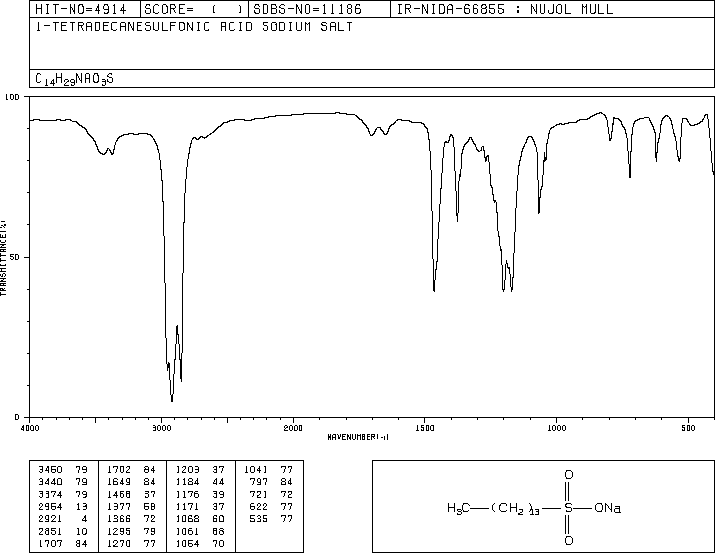 HIT-NO=4914 SCORE= ( ) SDBS-NO=11186 IR-NIDA-66855 : NUJOL MULL
1-TETRADECANESULFONIC ACID SODIUM SALT
C14H29NAO3S
100
50
0
TRANSMITTANCE(%)
4000 3000 2000 1500 1000 500
WAVENUMBER(-1)
3460 79 1702 84 1203 37 1041 77
3440 79 1649 84 1184 44 797 84
3374 79 1468 37 1176 39 721 72
2954 13 1377 58 1171 37 622 77
2921 4 1366 72 1068 60 535 77
2851 10 1295 79 1061 68
1707 84 1270 77 1054 70
O
H3C—(CH2)13—S—ONa
O